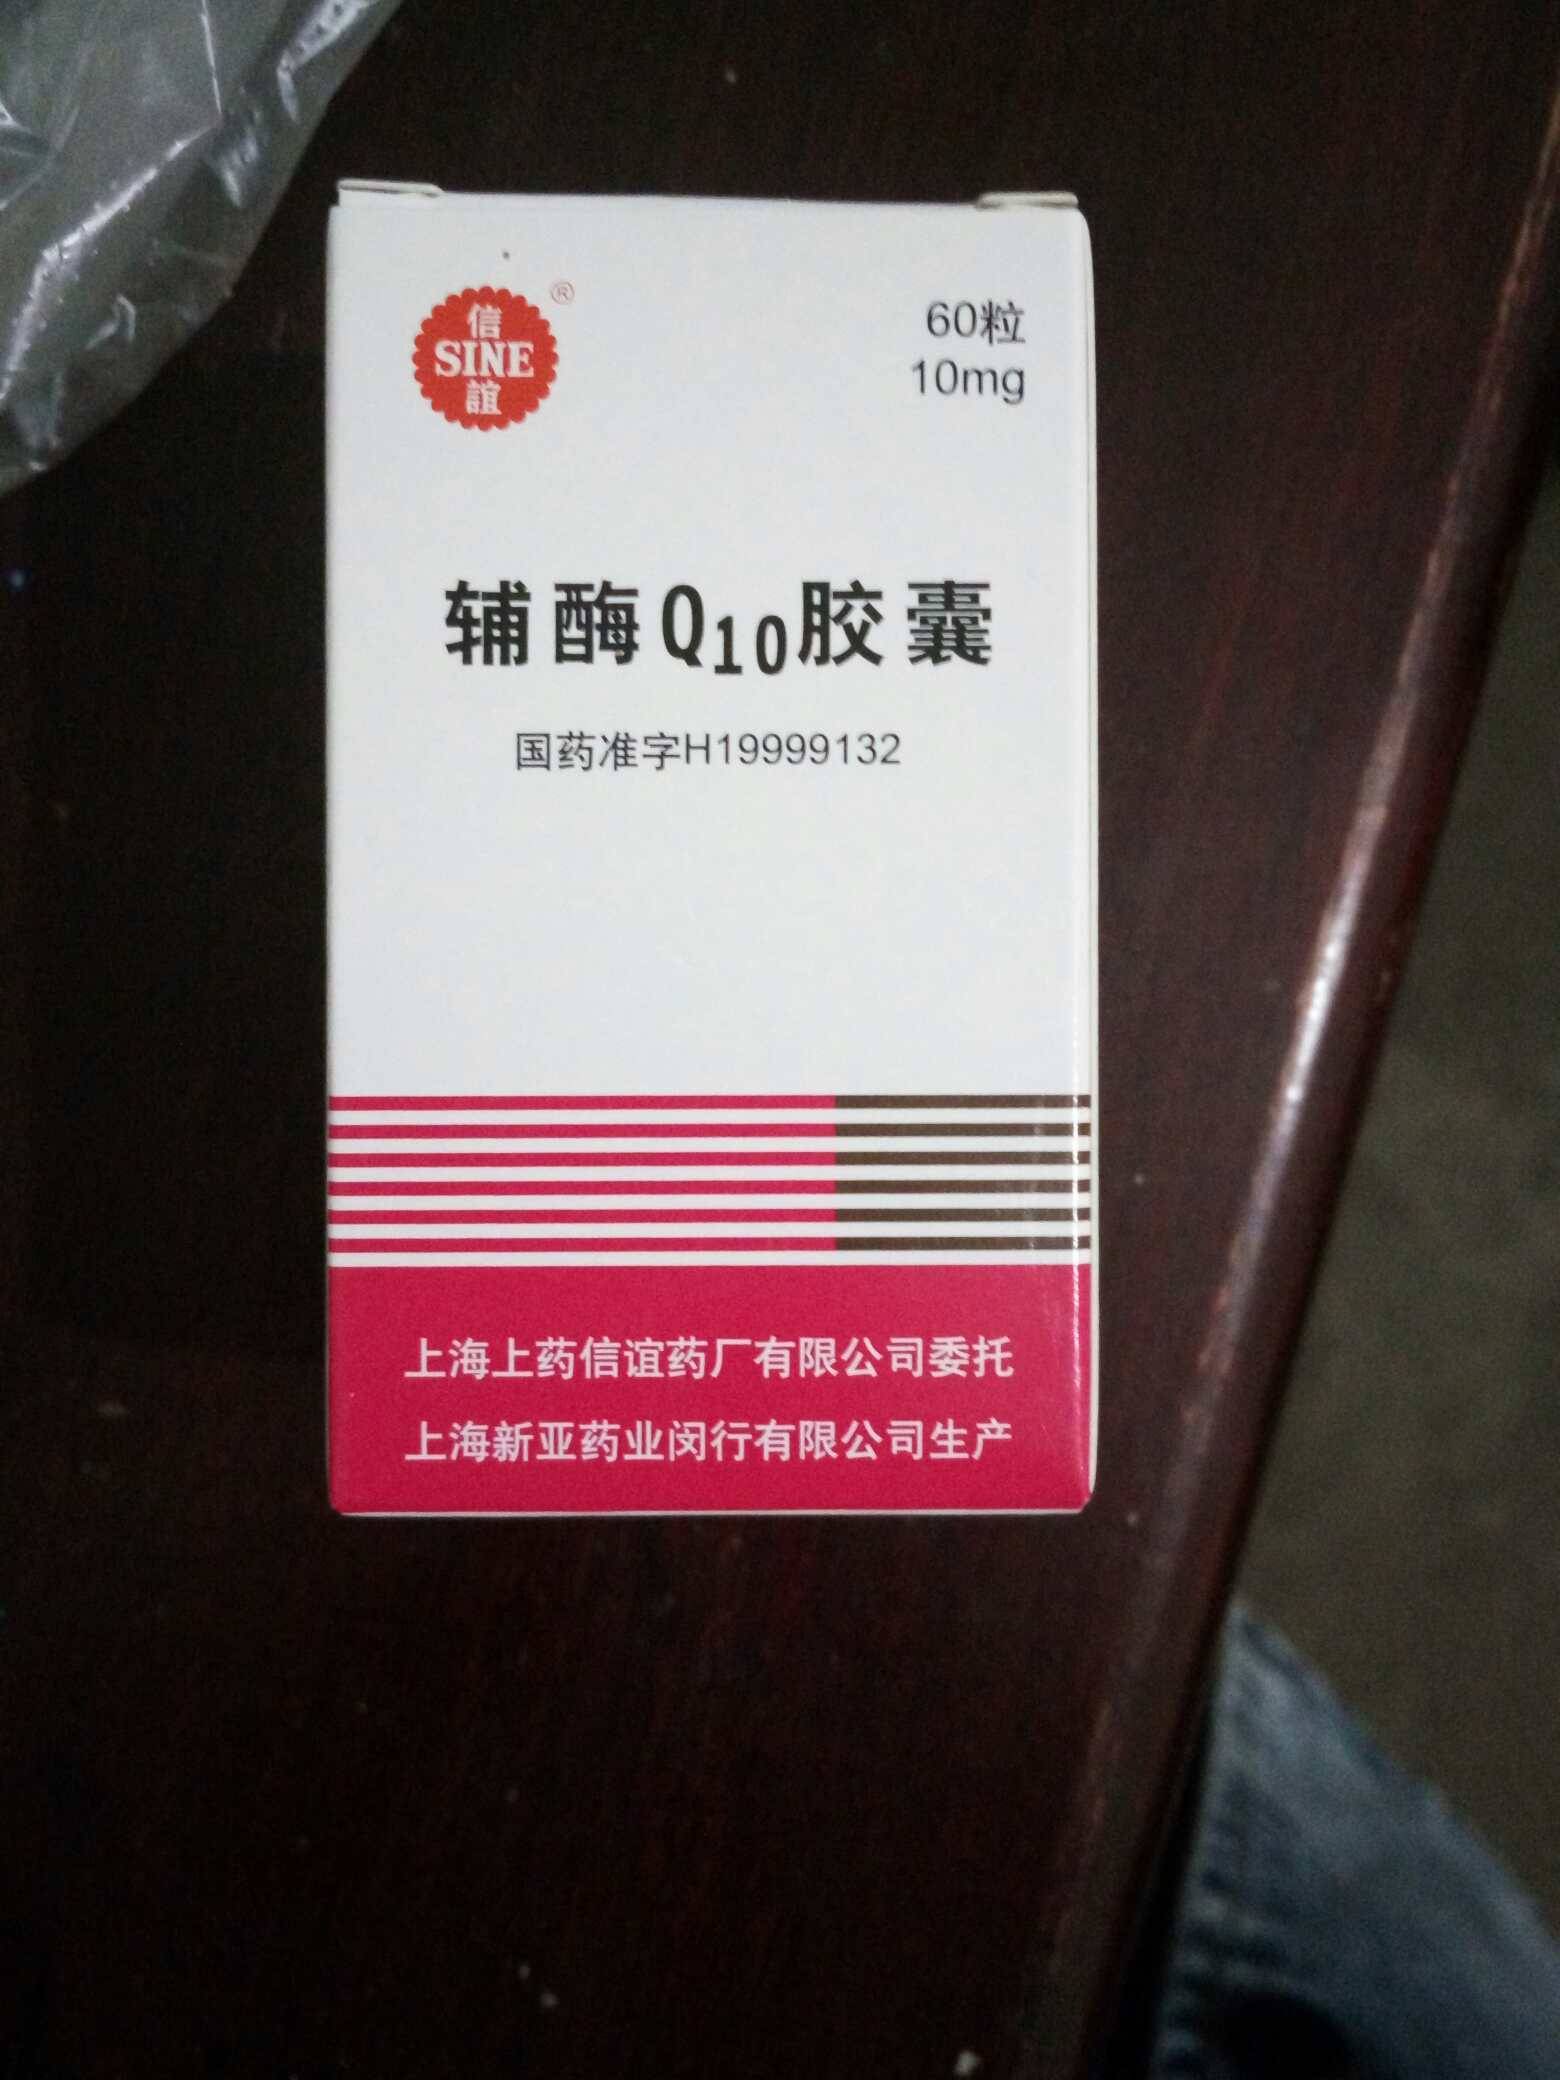 信
SINE
誼
®
60粒
10mg
辅酶Q10胶囊
国药准字H19999132
上海上药信谊药厂有限公司委托
上海新亚药业闵行有限公司生产